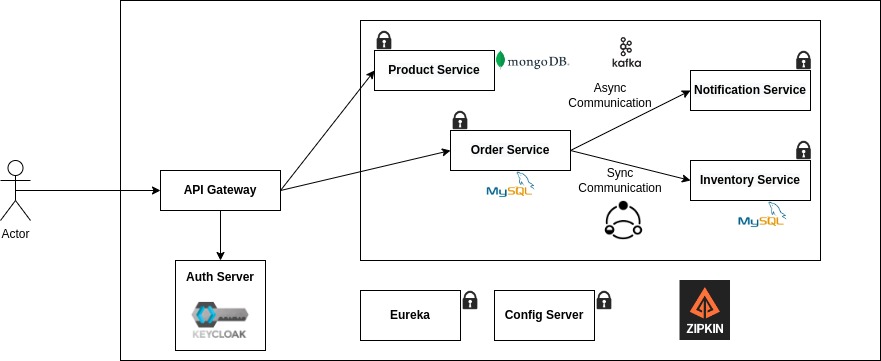 Product Service
mongoDB.
kafka
Async
Communication
Notification Service
Order Service
MySQL
Sync
Communication
Inventory Service
MySQL
API Gateway
Actor
Auth Server
KEYCLOAK
Eureka
Config Server
ZIPKIN